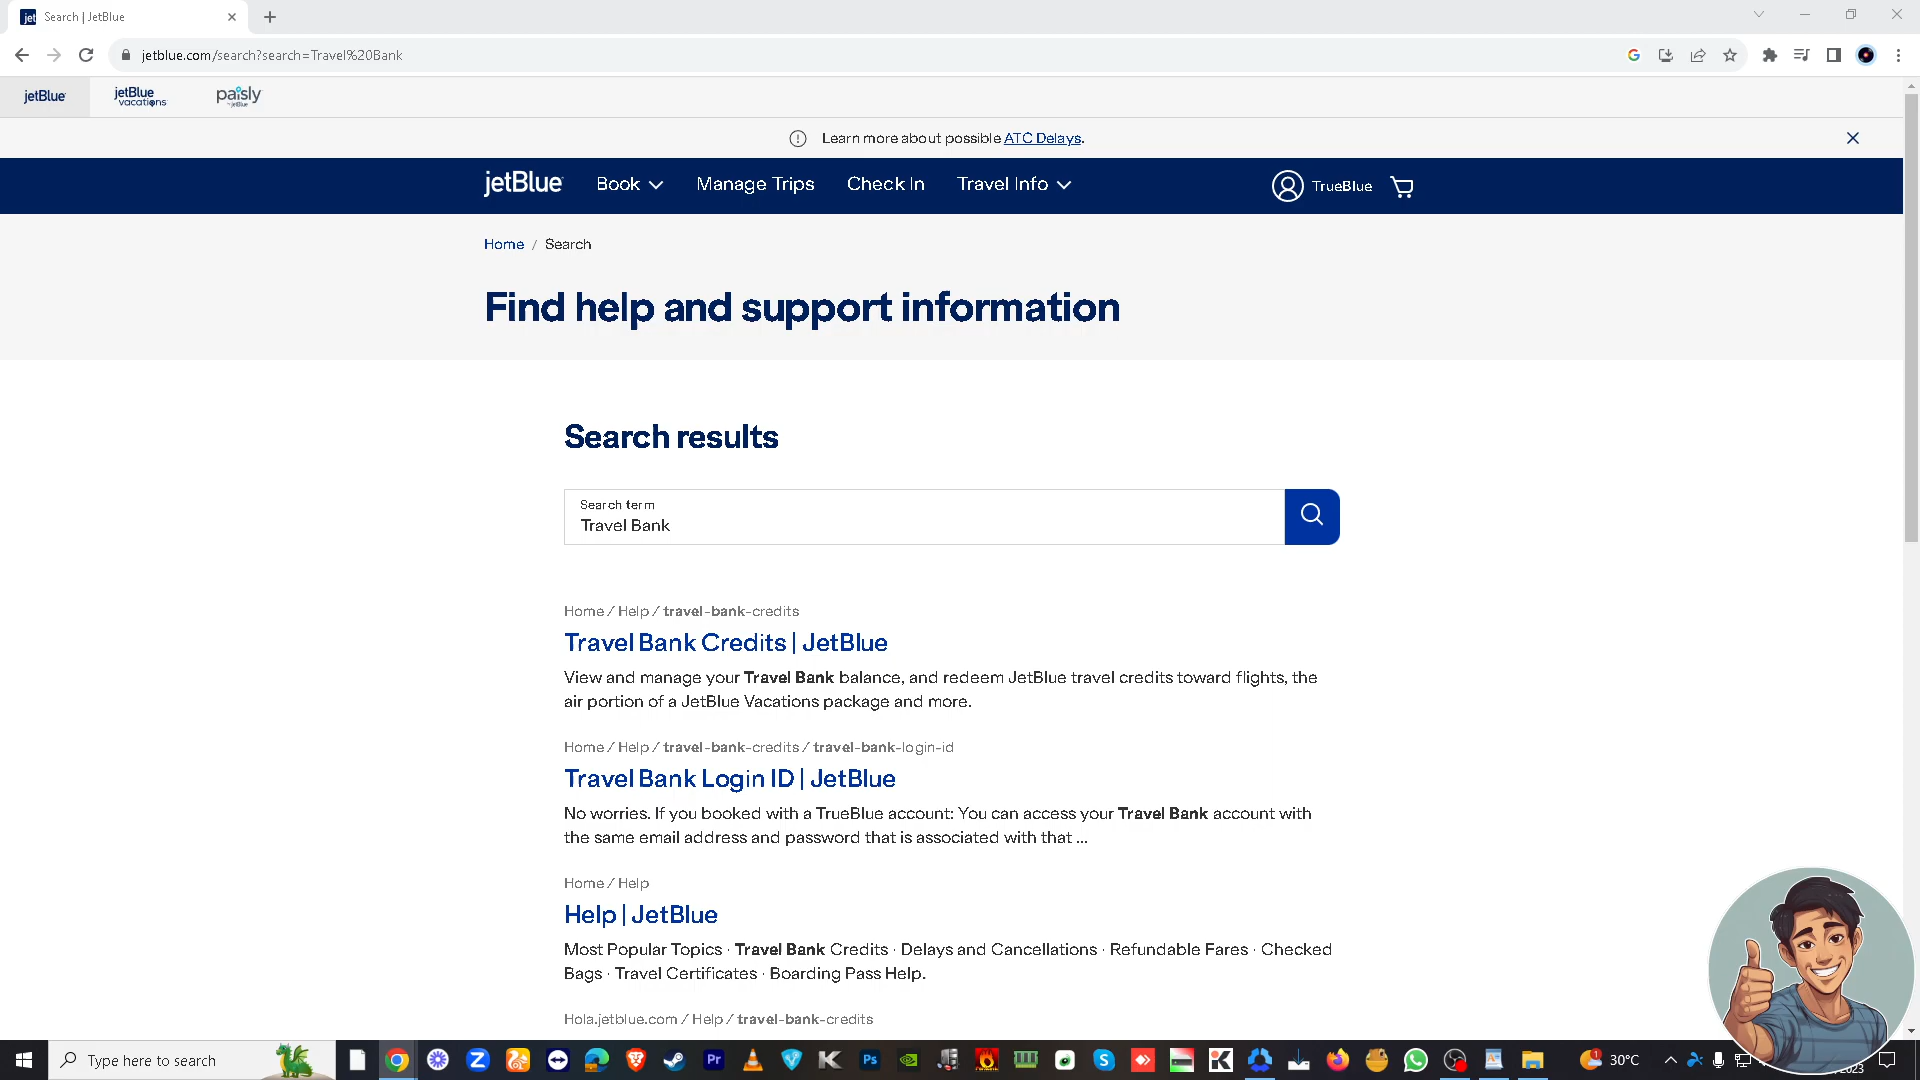 jet Search | JetBlue
jetblue.com/search?search=Travel%20Bank
jetBlue jetBlue vacations paisly by jetBlue
Learn more about possible ATC Delays.
jetBlue Book Manage Trips Check In Travel Info TrueBlue
Home / Search
Find help and support information
Search results
Search term
Travel Bank
Home / Help / travel-bank-credits
Travel Bank Credits | JetBlue
View and manage your Travel Bank balance, and redeem JetBlue travel credits toward flights, the
air portion of a JetBlue Vacations package and more.
Home / Help / travel-bank-credits / travel-bank-login-id
Travel Bank Login ID | JetBlue
No worries. If you booked with a TrueBlue account: You can access your Travel Bank account with
the same email address and password that is associated with that ...
Home / Help
Help | JetBlue
Most Popular Topics · Travel Bank Credits · Delays and Cancellations · Refundable Fares · Checked
Bags · Travel Certificates · Boarding Pass Help.
Hola.jetblue.com / Help / travel-bank-credits
Type here to search
Pr K Ps 30°C